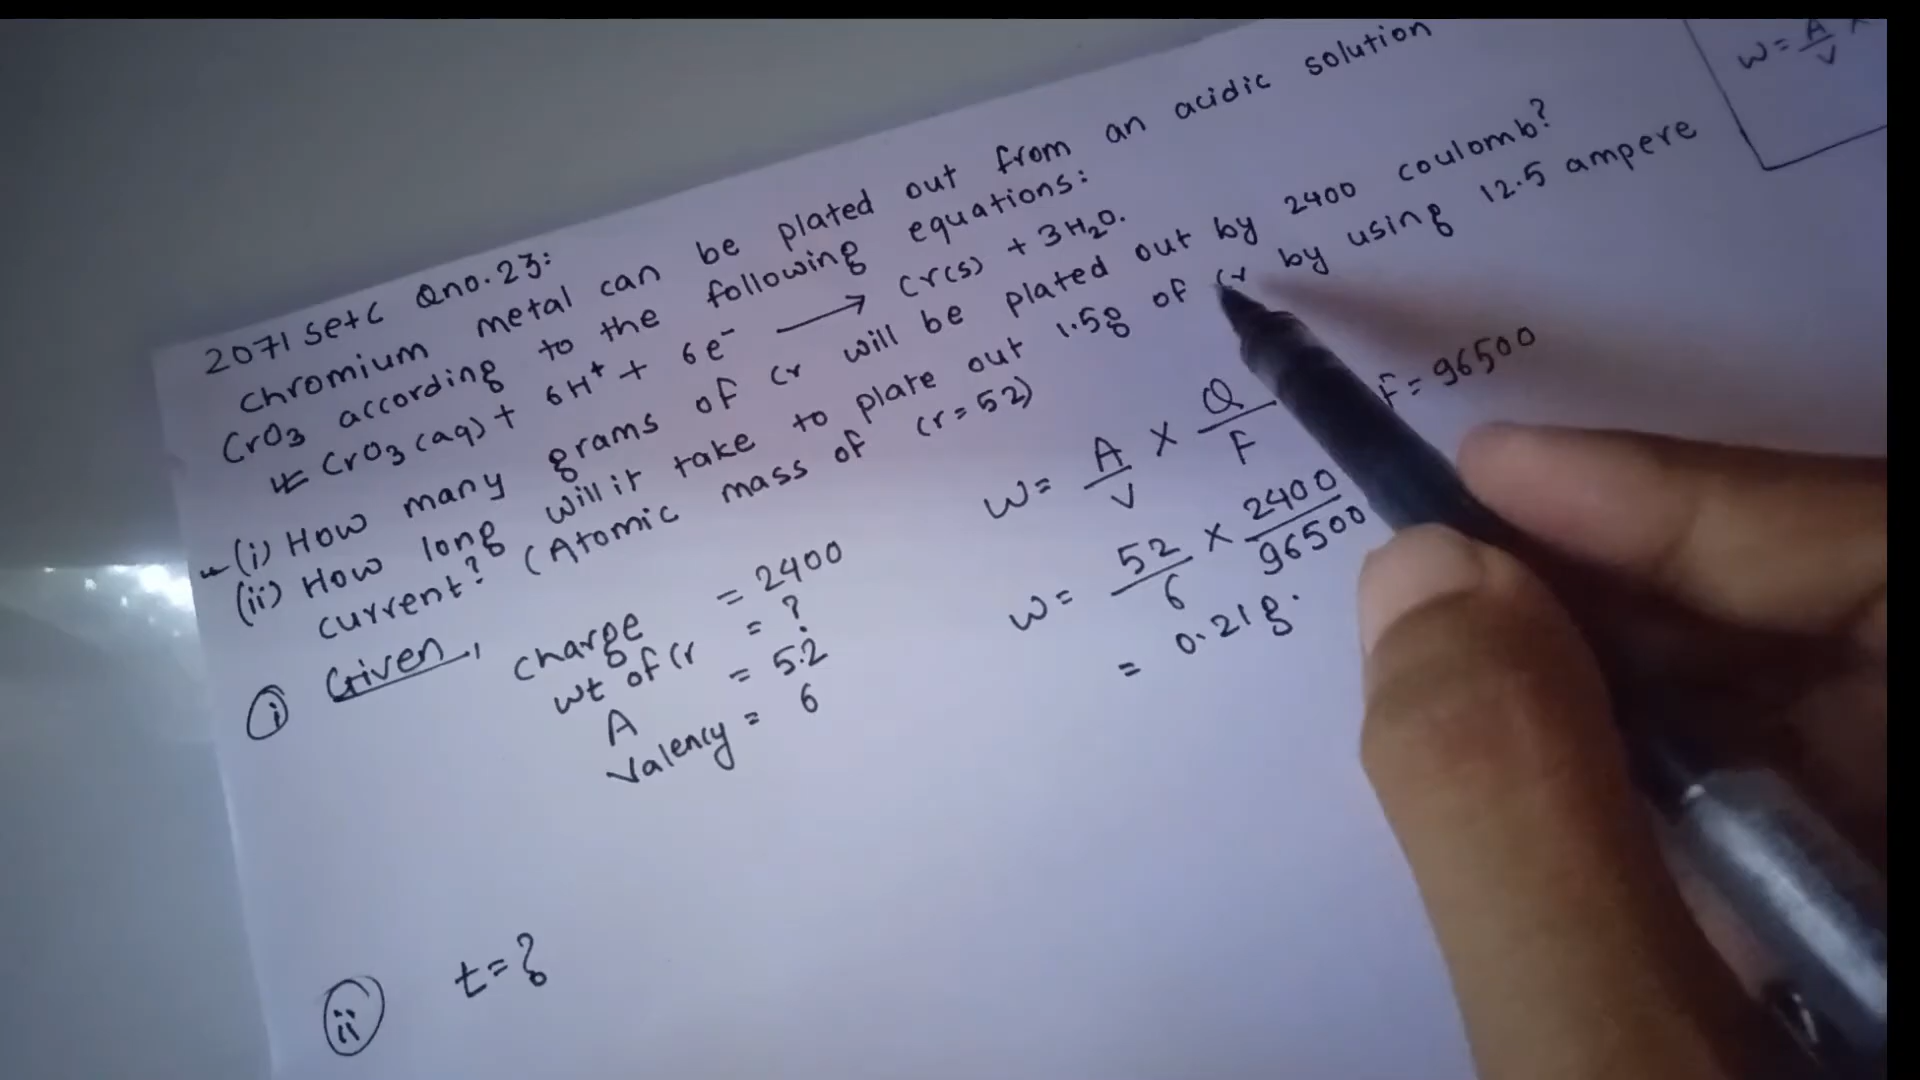 2071 Set C Qno.23:
Chromium metal can be plated out from an acidic solution
CrO3 according to the following equations:
CrO3(aq) + 6H+ + 6e- → Cr(s) + 3H2O.
(i) How many grams of Cr will be plated out by 2400 coulomb?
(ii) How long will it take to plate out 1.5g of Cr by using 12.5 ampere
current? (Atomic mass of Cr=52)
(i) Given,
charge = 2400
wt of Cr = ?
A = 52
Valency = 6
W = A/V × Q/F
F = 96500
W = 52/6 × 2400/96500
= 0.21g.
(ii) t = ?
W = A/V ×